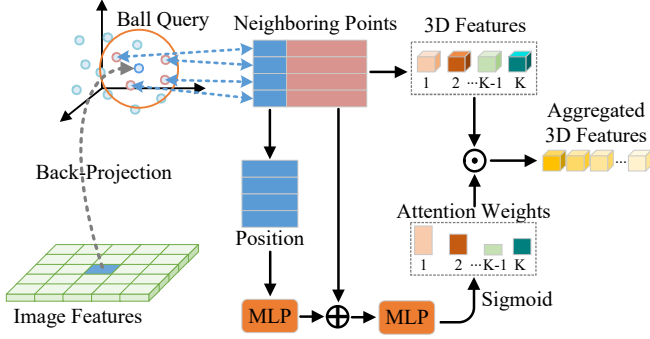 Ball Query
Neighboring Points
3D Features
1 2 ···K-1 K
Aggregated
3D Features
Back-Projection
Position
Attention Weights
1 2 ···K-1 K
Image Features
MLP
MLP
Sigmoid